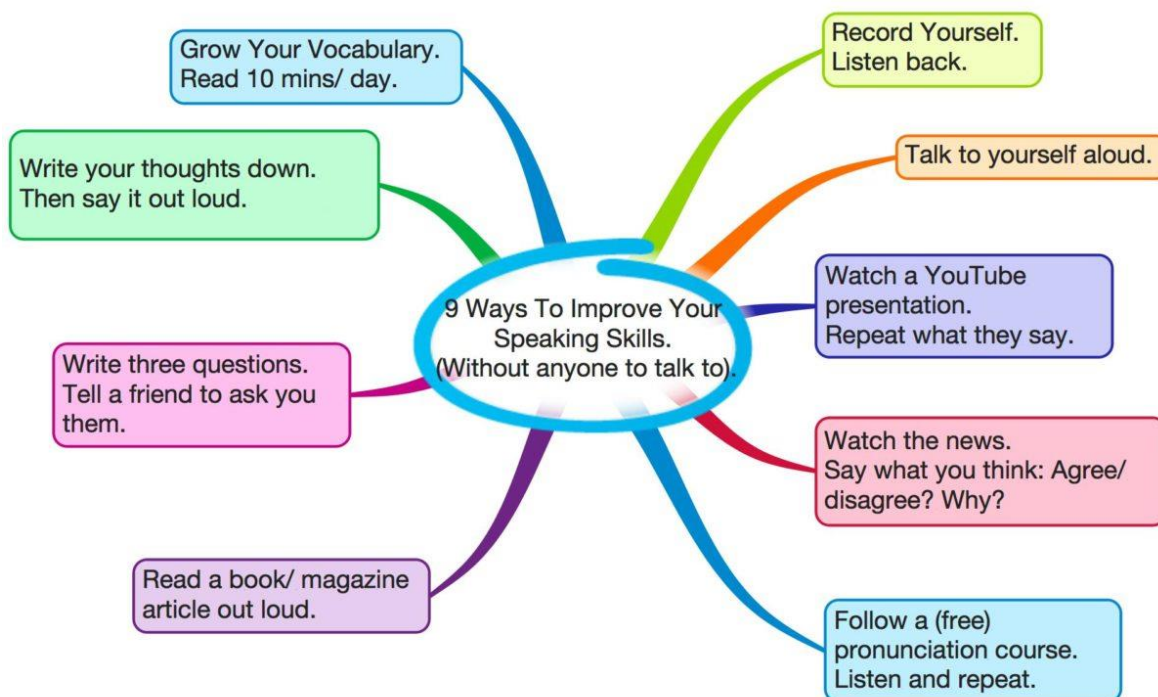 9 Ways To Improve Your
Speaking Skills.
(Without anyone to talk to).
Record Yourself.
Listen back.
Talk to yourself aloud.
Watch a YouTube
presentation.
Repeat what they say.
Watch the news.
Say what you think: Agree/
disagree? Why?
Follow a (free)
pronunciation course.
Listen and repeat.
Read a book/ magazine
article out loud.
Write three questions.
Tell a friend to ask you
them.
Write your thoughts down.
Then say it out loud.
Grow Your Vocabulary.
Read 10 mins/ day.